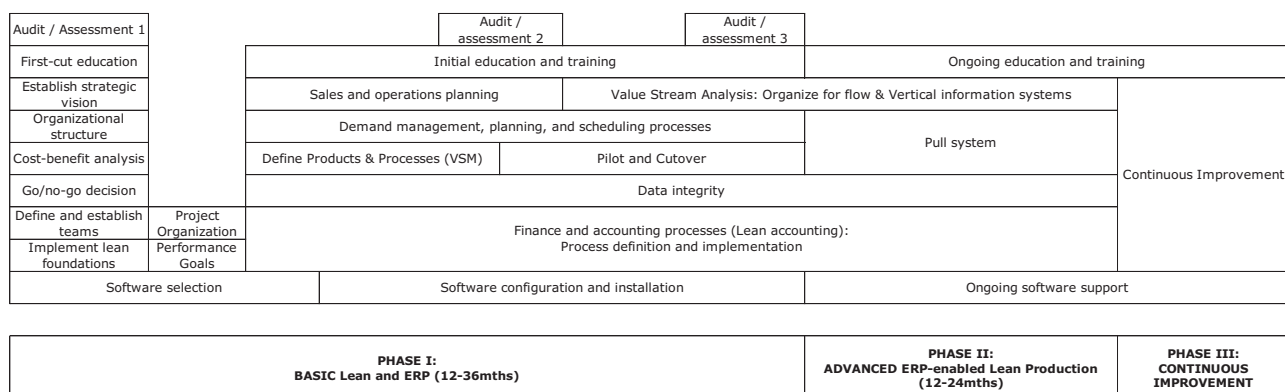 Audit / Assessment 1
Audit /
assessment 2
Audit /
assessment 3
First-cut education
Initial education and training
Ongoing education and training
Establish strategic
vision
Sales and operations planning
Value Stream Analysis: Organize for flow & Vertical information systems
Organizational
structure
Demand management, planning, and scheduling processes
Pull system
Cost-benefit analysis
Define Products & Processes (VSM)
Pilot and Cutover
Continuous Improvement
Go/no-go decision
Data integrity
Define and establish
teams
Project
Organization
Finance and accounting processes (Lean accounting):
Process definition and implementation
Implement lean
foundations
Performance
Goals
Software selection
Software configuration and installation
Ongoing software support
PHASE I:
BASIC Lean and ERP (12-36mths)
PHASE II:
ADVANCED ERP-enabled Lean Production
(12-24mths)
PHASE III:
CONTINUOUS
IMPROVEMENT